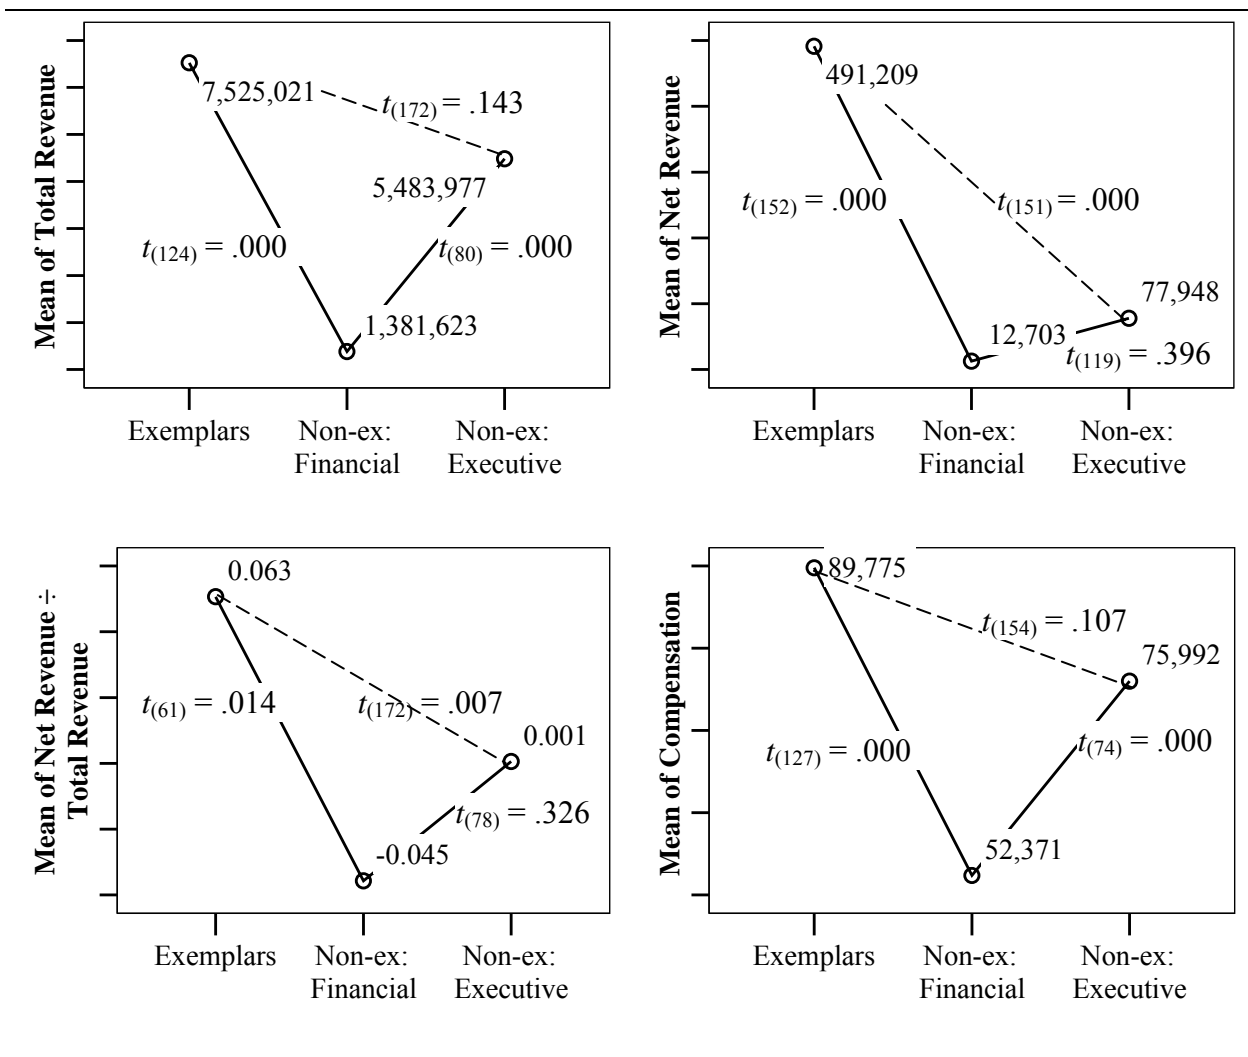 Mean of Total Revenue
7,525,021
t(172) = .143
5,483,977
t(124) = .000
t(80) = .000
1,381,623
Exemplars
Non-ex:
Financial
Non-ex:
Executive
Mean of Net Revenue
491,209
t(152) = .000
t(151) = .000
77,948
12,703
t(119) = .396
Exemplars
Non-ex:
Financial
Non-ex:
Executive
Mean of Net Revenue ÷
Total Revenue
0.063
t(61) = .014
t(172) = .007
0.001
t(78) = .326
-0.045
Exemplars
Non-ex:
Financial
Non-ex:
Executive
Mean of Compensation
89,775
t(154) = .107
75,992
t(127) = .000
t(74) = .000
52,371
Exemplars
Non-ex:
Financial
Non-ex:
Executive